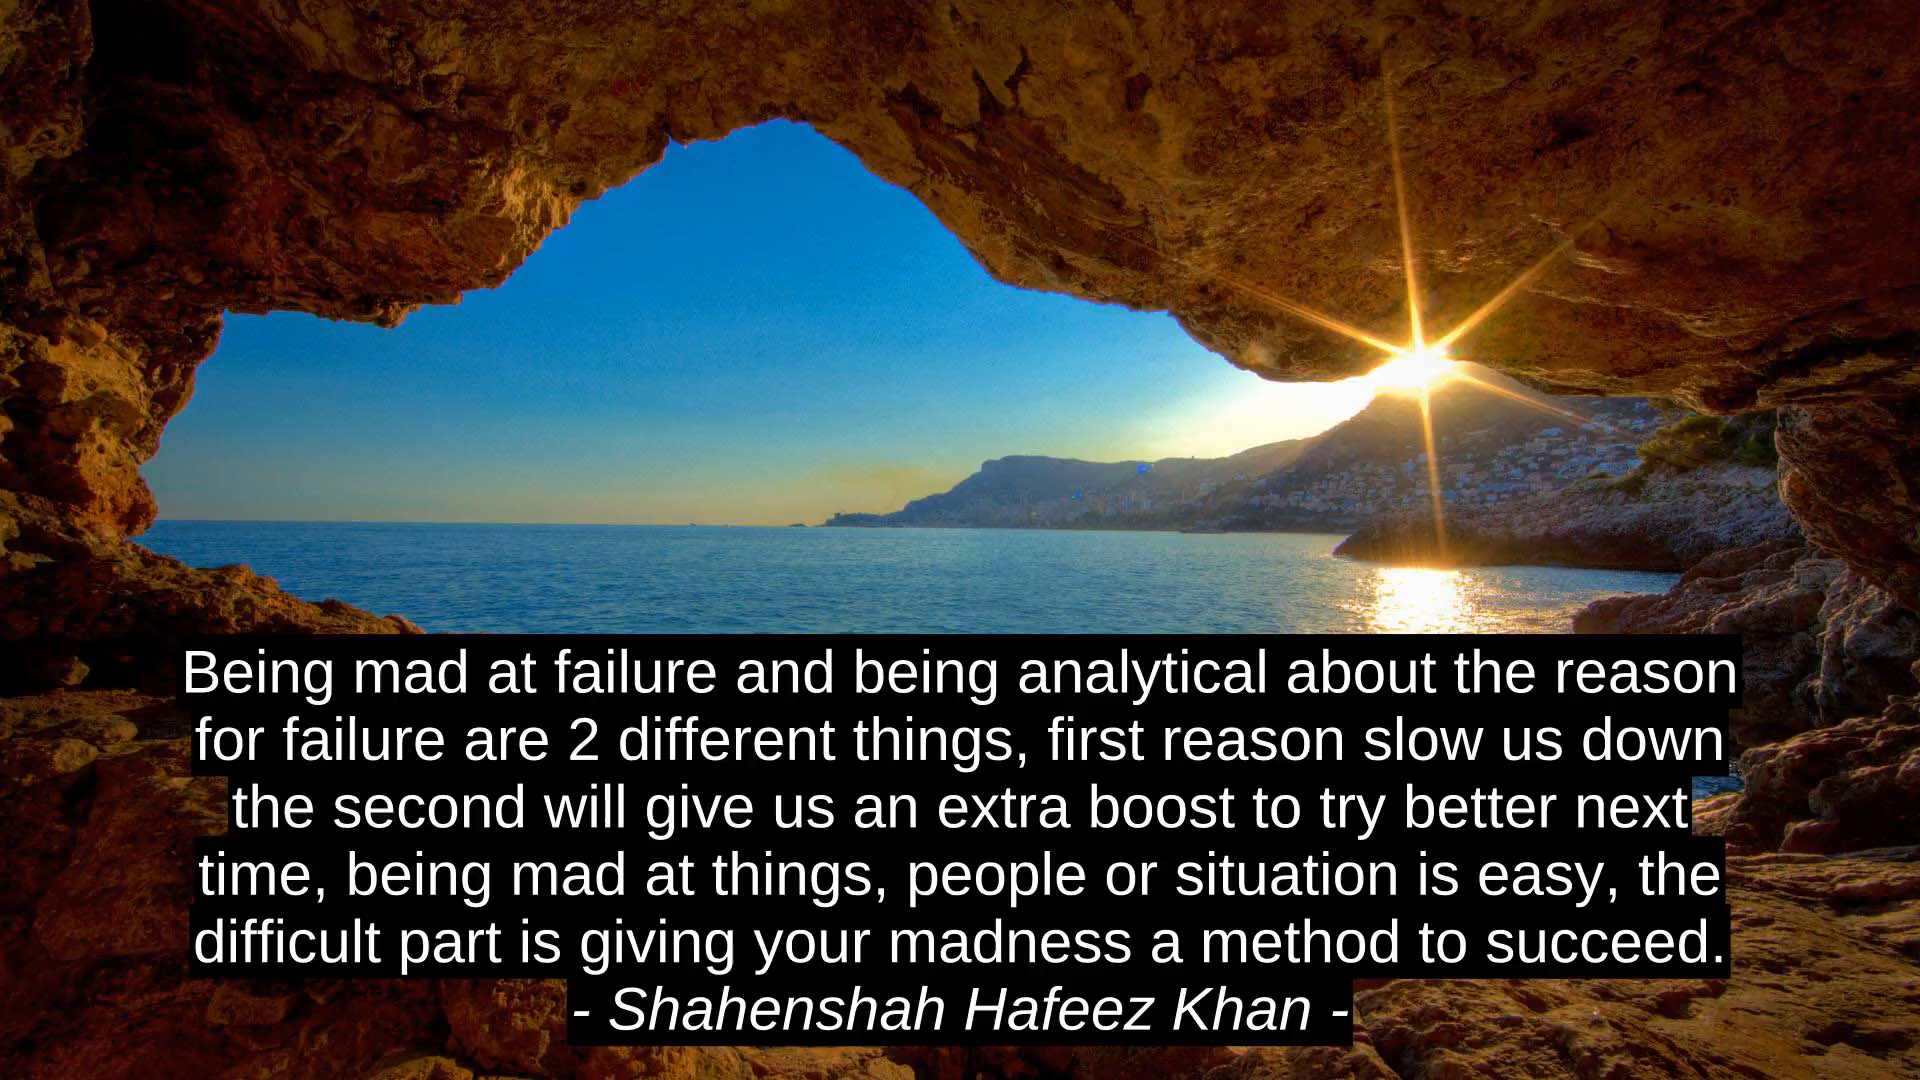 Being mad at failure and being analytical about the reason
for failure are 2 different things, first reason slow us down
the second will give us an extra boost to try better next
time, being mad at things, people or situation is easy, the
difficult part is giving your madness a method to succeed.
- Shahenshah Hafeez Khan -